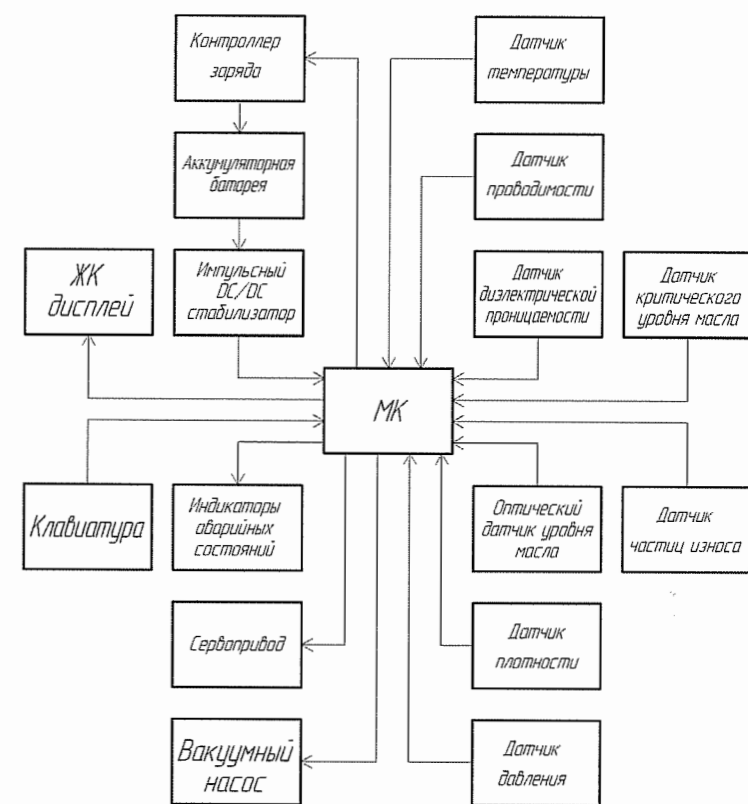 Контроллер
заряда
Датчик
температуры
Аккумуляторная
батарея
Датчик
проводимости
ЖК
дисплей
Импульсный
DC/DC
стабилизатор
Датчик
диэлектрической
проницаемости
Датчик
критического
уровня масла
МК
Клавиатура
Индикаторы
аварийных
состояний
Оптический
датчик уровня
масла
Датчик
частиц износа
Сервопривод
Датчик
плотности
Вакуумный
насос
Датчик
давления